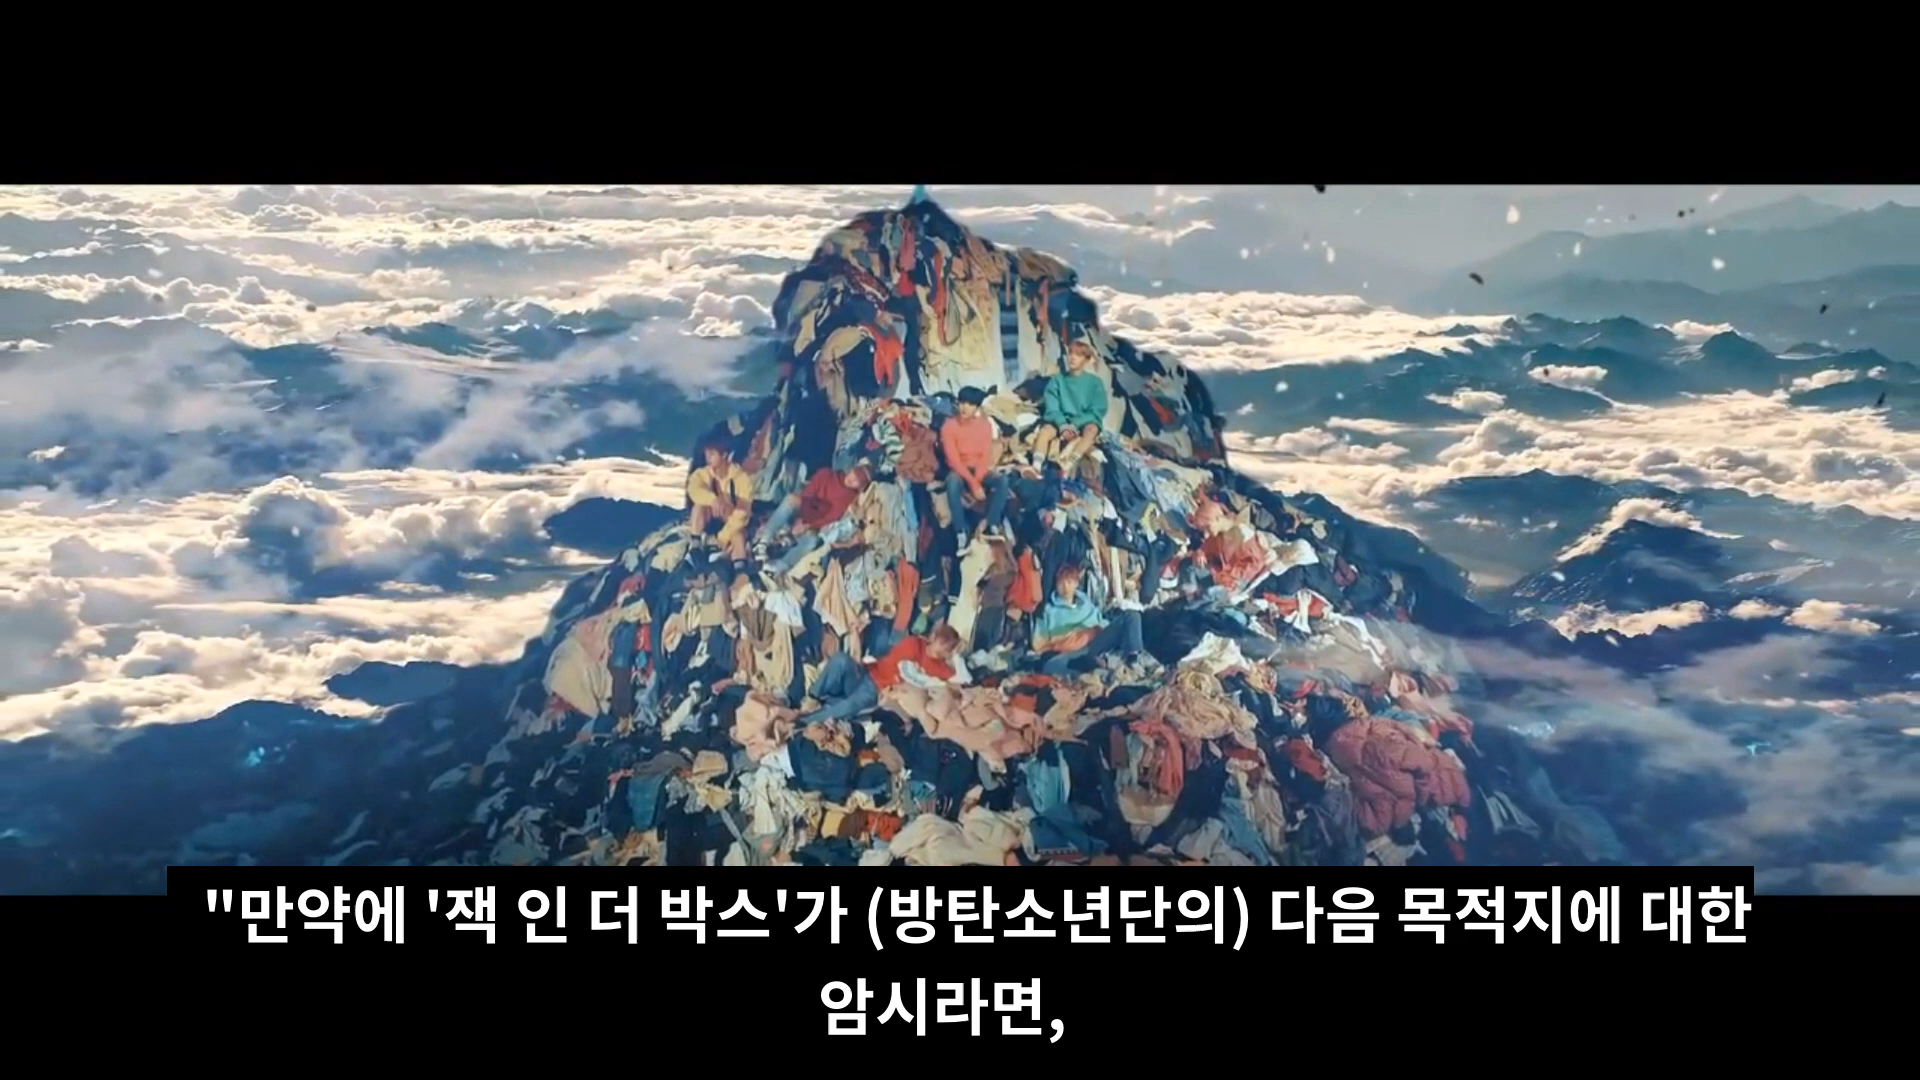 "만약에 '잭 인 더 박스'가 (방탄소년단의) 다음 목적지에 대한
암시라면,